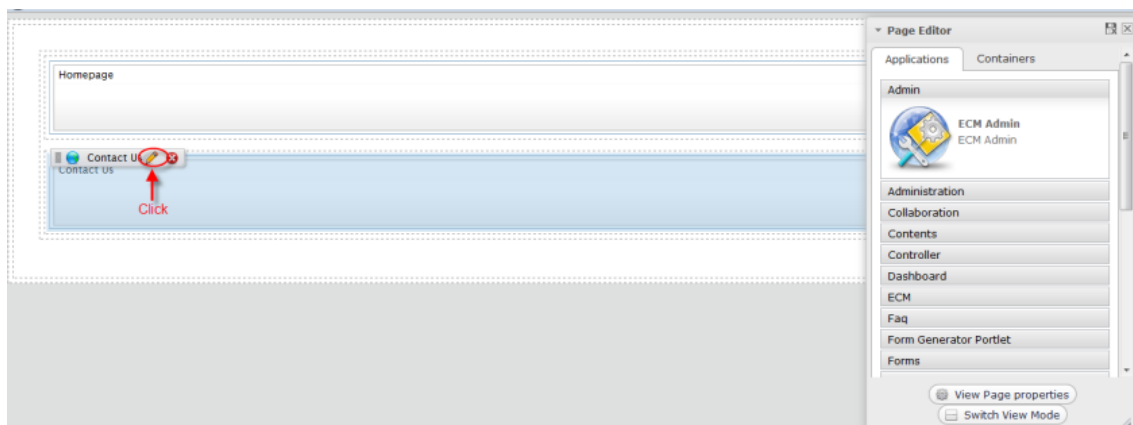 Page Editor
Applications Containers
Homepage
Admin
ECM Admin
ECM Admin
Contact Us
Contact Us
Click
Administration
Collaboration
Contents
Controller
Dashboard
ECM
Faq
Form Generator Portlet
Forms
View Page properties
Switch View Mode